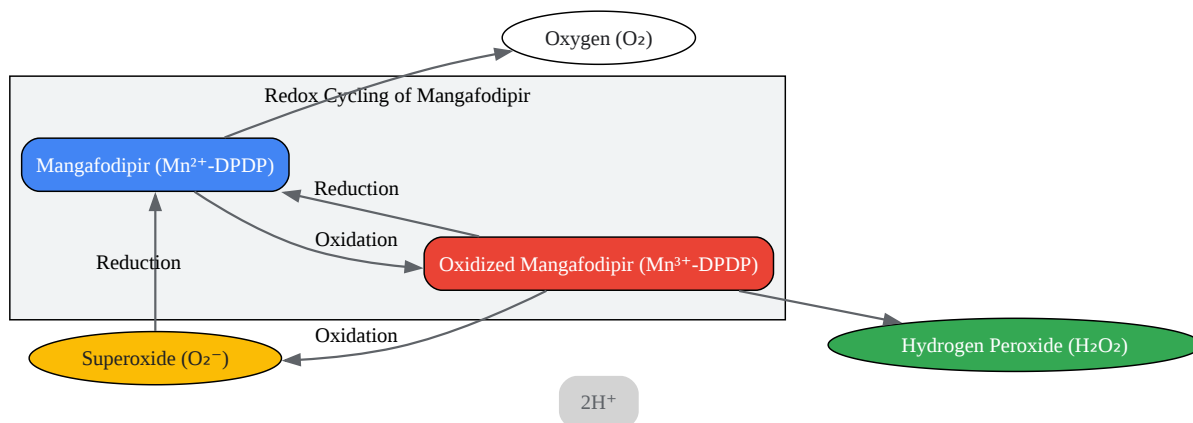 Oxygen (O₂)
Redox Cycling of Mangafodipir
Mangafodipir (Mn²⁺-DPDP)
Reduction
Oxidation
Reduction
Oxidized Mangafodipir (Mn³⁺-DPDP)
Oxidation
Superoxide (O₂⁻)
Hydrogen Peroxide (H₂O₂)
2H⁺